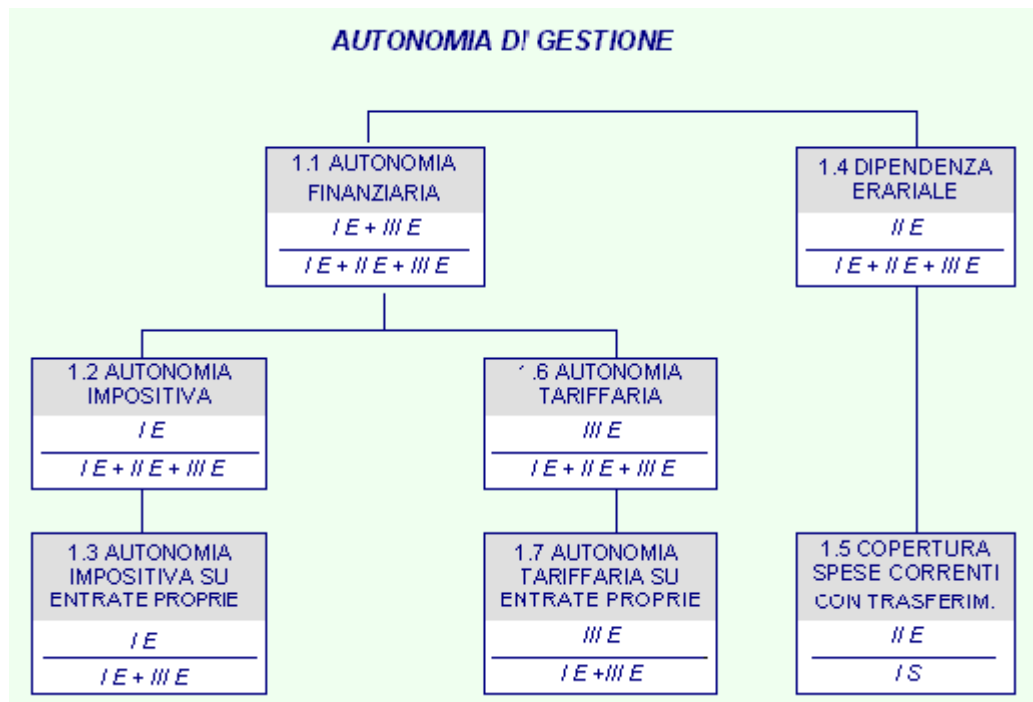 AUTONOMIA DI GESTIONE
1.1 AUTONOMIA
FINANZIARIA
I E + III E
I E + II E + III E
1.4 DIPENDENZA
ERARIALE
II E
I E + II E + III E
1.2 AUTONOMIA
IMPOSITIVA
I E
I E + II E + III E
1.6 AUTONOMIA
TARIFFARIA
III E
I E + II E + III E
1.3 AUTONOMIA
IMPOSITIVA SU
ENTRATE PROPRIE
I E
I E + III E
1.7 AUTONOMIA
TARIFFARIA SU
ENTRATE PROPRIE
III E
I E +III E
1.5 COPERTURA
SPESE CORRENTI
CON TRASFERIM.
II E
I S